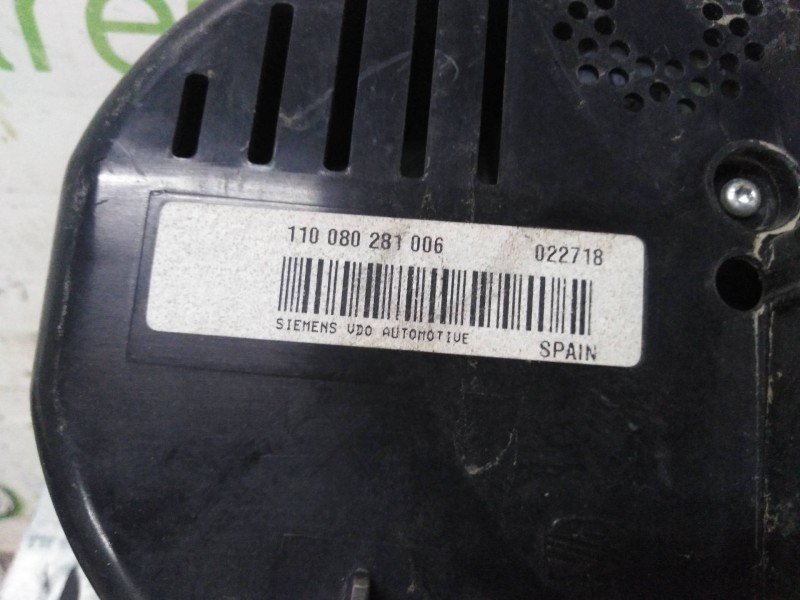 110 080 281 006 022718
SIEMENS VDO AUTOMOTIVE
SPAIN